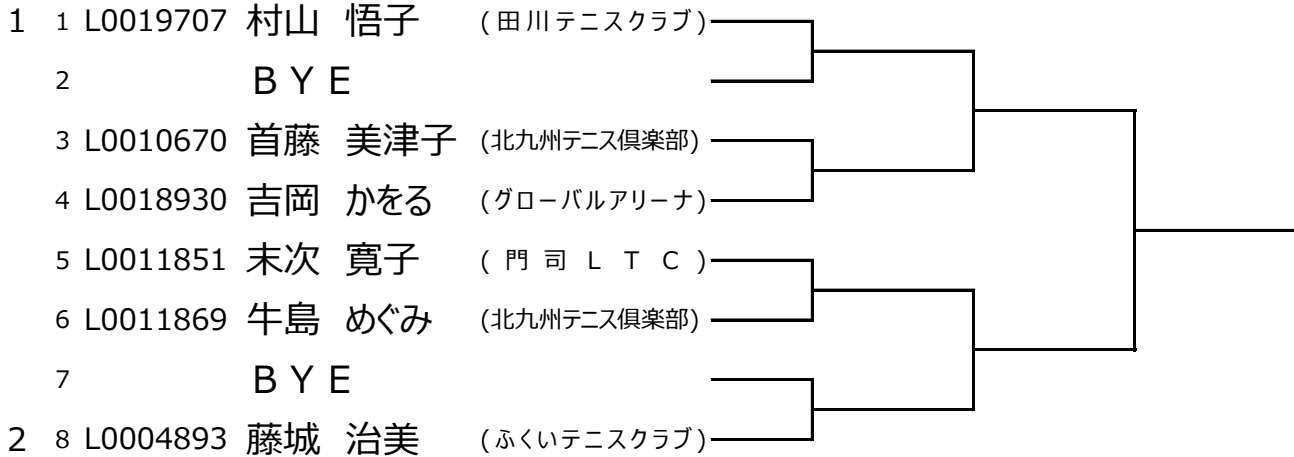 1 1 L0019707 村山 悟子 (田川テニスクラブ)
2 BYE
3 L0010670 首藤 美津子 (北九州テニス倶楽部)
4 L0018930 吉岡 かをる (グローバルアリーナ)
5 L0011851 末次 寛子 (門司LTC)
6 L0011869 牛島 めぐみ (北九州テニス倶楽部)
7 BYE
2 8 L0004893 藤城 治美 (ふくいテニスクラブ)